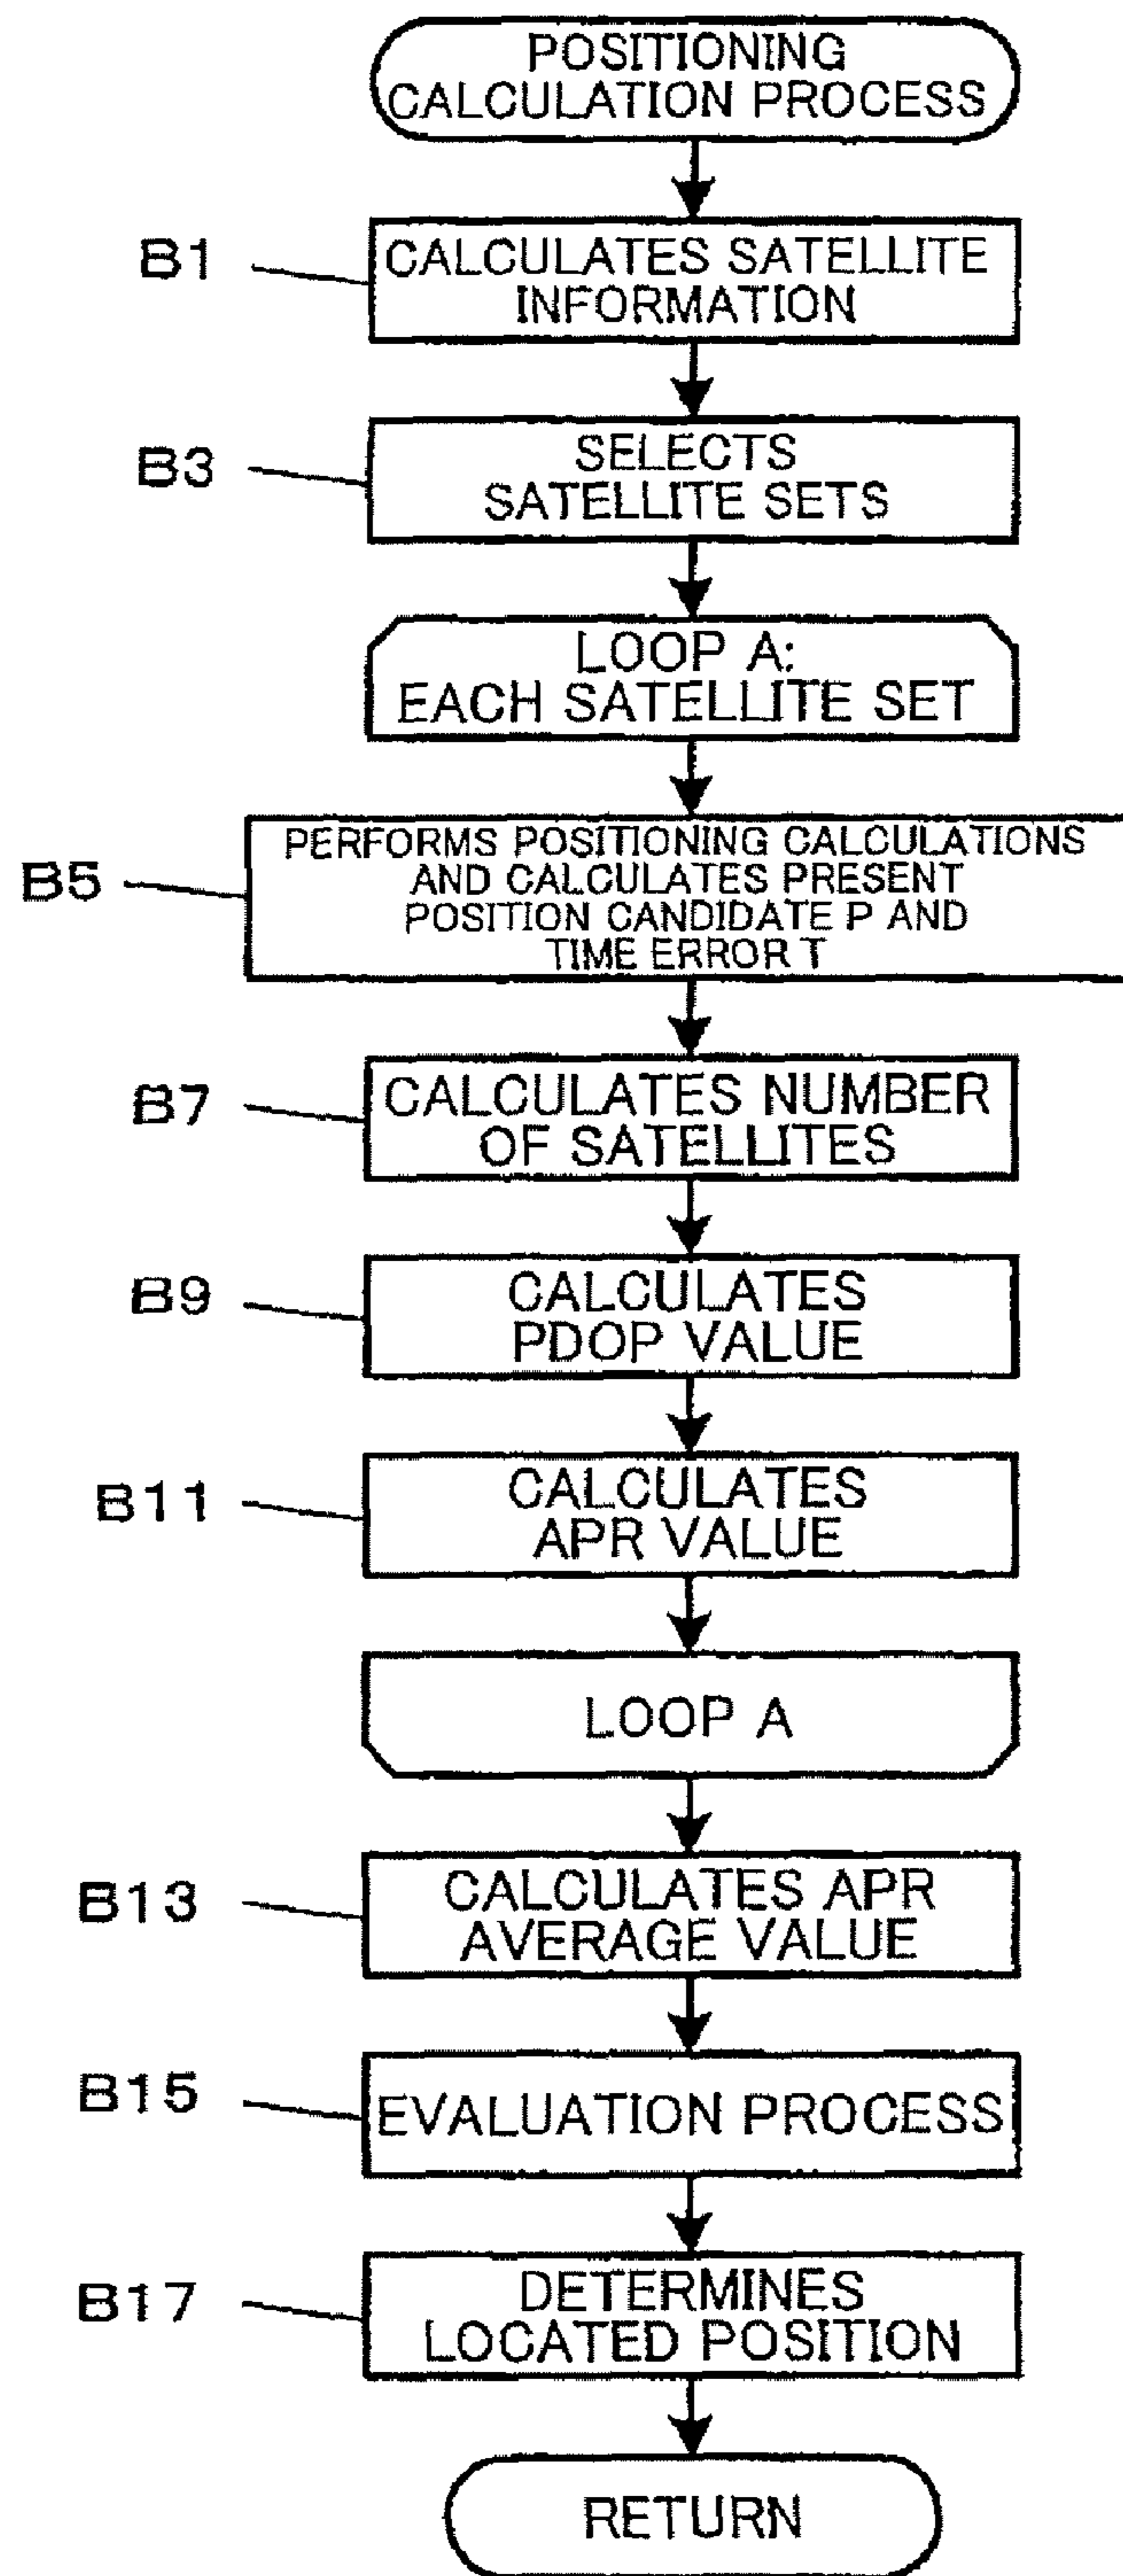 POSITIONING
CALCULATION PROCESS
B1
CALCULATES SATELLITE
INFORMATION
B3
SELECTS
SATELLITE SETS
LOOP A:
EACH SATELLITE SET
B5
PERFORMS POSITIONING CALCULATIONS
AND CALCULATES PRESENT
POSITION CANDIDATE P AND
TIME ERROR T
B7
CALCULATES NUMBER
OF SATELLITES
B9
CALCULATES
PDOP VALUE
B11
CALCULATES
APR VALUE
LOOP A
B13
CALCULATES APR
AVERAGE VALUE
B15
EVALUATION PROCESS
B17
DETERMINES
LOCATED POSITION
RETURN